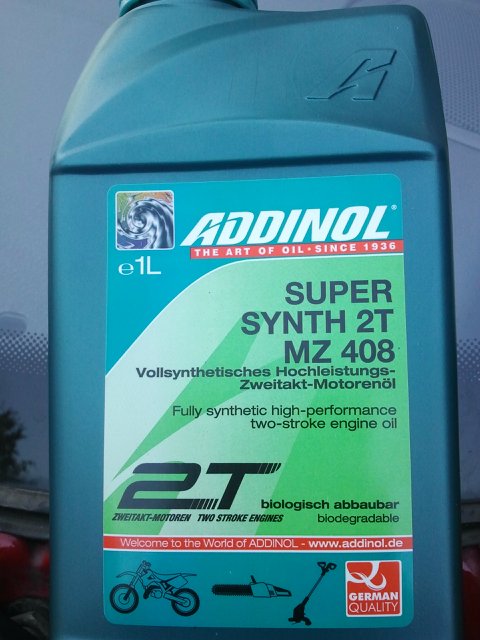 ADDINOL®
THE ART OF OIL · SINCE 1936
e1L
SUPER
SYNTH 2T
MZ 408
Vollsynthetisches Hochleistungs-
Zweitakt-Motorenöl
Fully synthetic high-performance
two-stroke engine oil
2T
ZWEITAKT-MOTOREN TWO STROKE ENGINES
biologisch abbaubar
biodegradable
Welcome to the World of ADDINOL - www.addinol.de
GERMAN
QUALITY